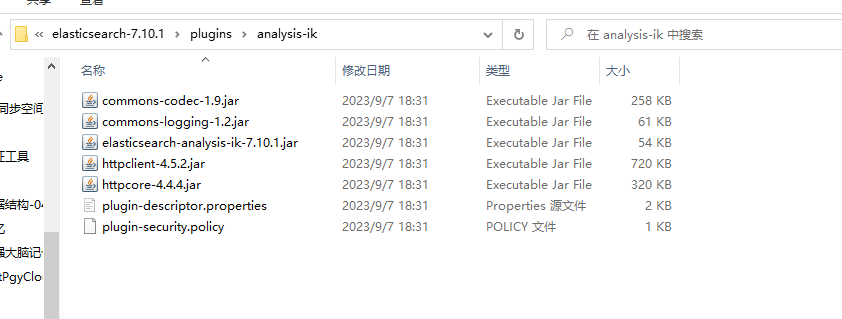 共享 查看
« elasticsearch-7.10.1 › plugins › analysis-ik
在 analysis-ik 中搜索
名称 修改日期 类型 大小
commons-codec-1.9.jar 2023/9/7 18:31 Executable Jar File 258 KB
commons-logging-1.2.jar 2023/9/7 18:31 Executable Jar File 61 KB
elasticsearch-analysis-ik-7.10.1.jar 2023/9/7 18:31 Executable Jar File 54 KB
httpclient-4.5.2.jar 2023/9/7 18:31 Executable Jar File 720 KB
httpcore-4.4.4.jar 2023/9/7 18:31 Executable Jar File 320 KB
plugin-descriptor.properties 2023/9/7 18:31 Properties 源文件 2 KB
plugin-security.policy 2023/9/7 18:31 POLICY 文件 1 KB
e
同步空间
工具
结构-04
强大脑记
tPgyClo